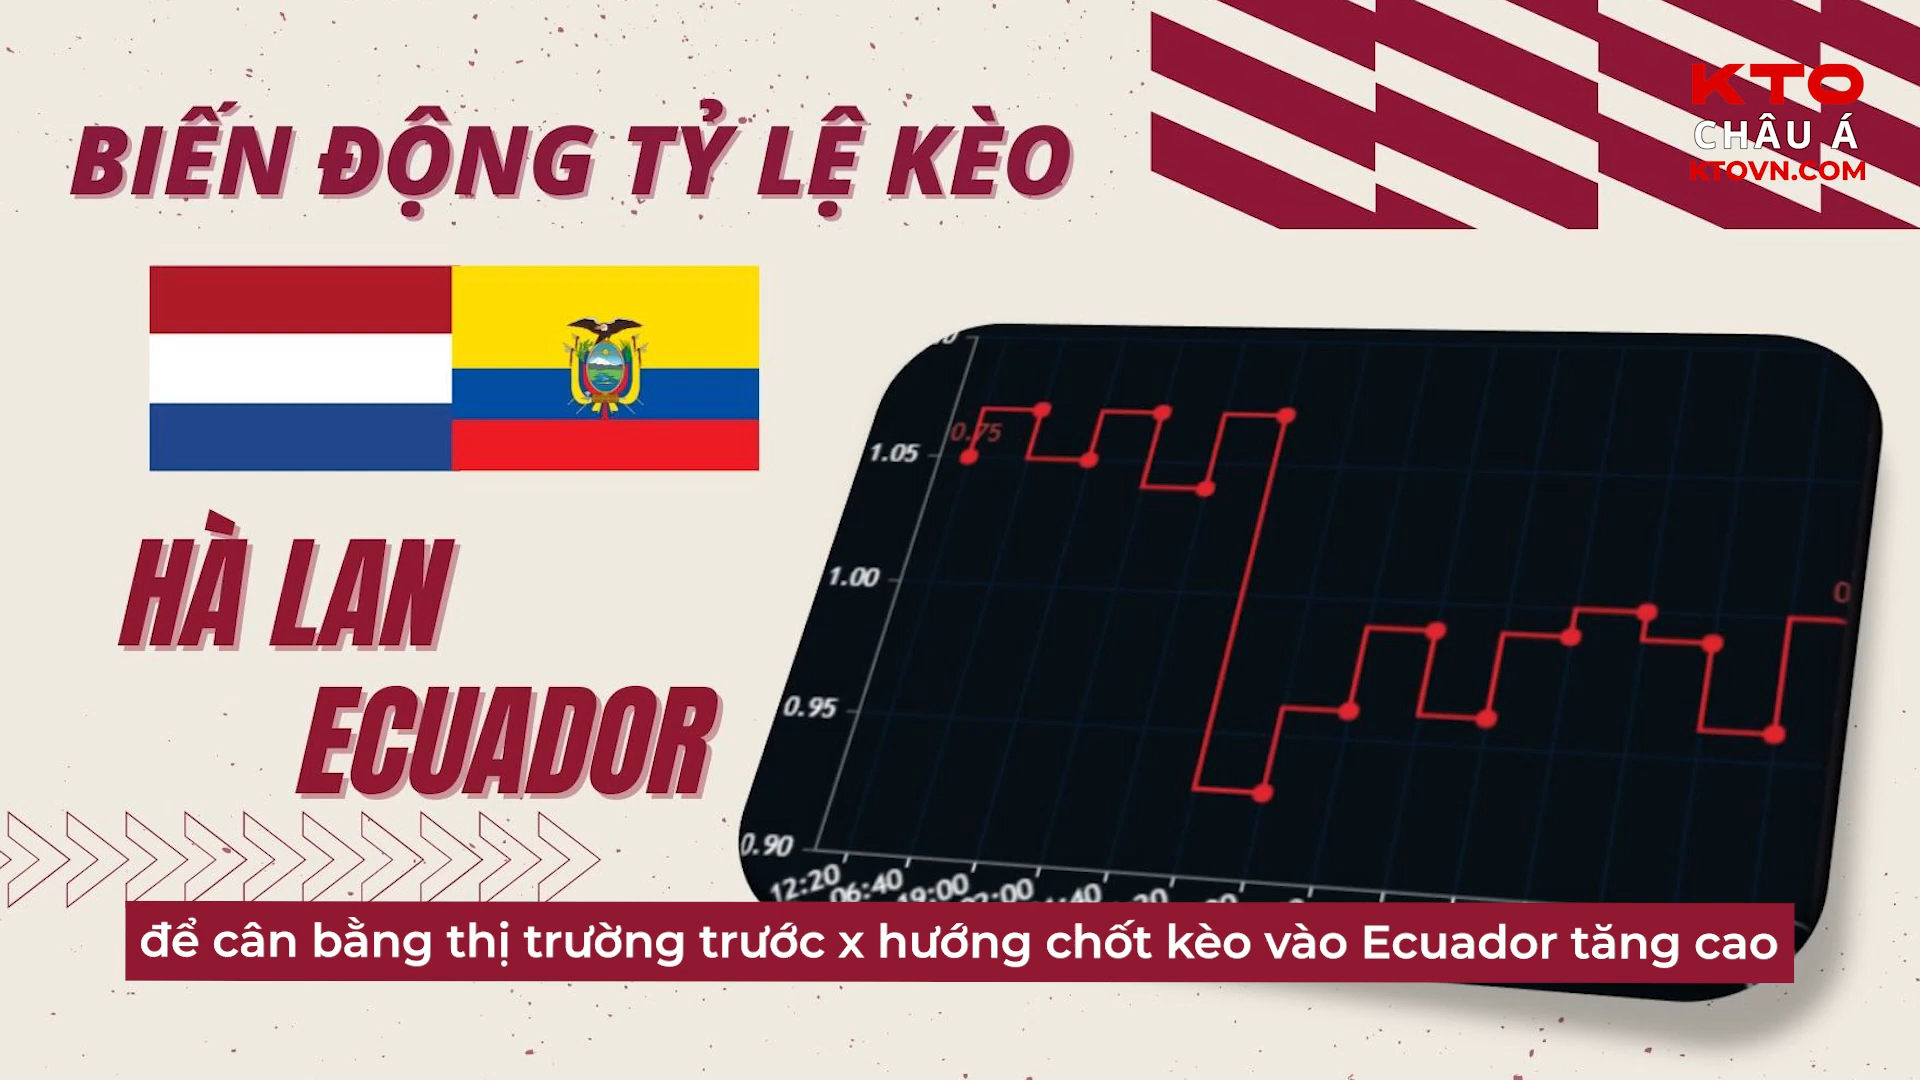 BIẾN ĐỘNG TỶ LỆ KÈO
KTO
CHÂU Á
KTOVN.COM
HÀ LAN
ECUADOR
0.75
1.05
1.00
0.95
0.90
12:20
06:40
19:00
để cân bằng thị trường trước x hướng chốt kèo vào Ecuador tăng cao